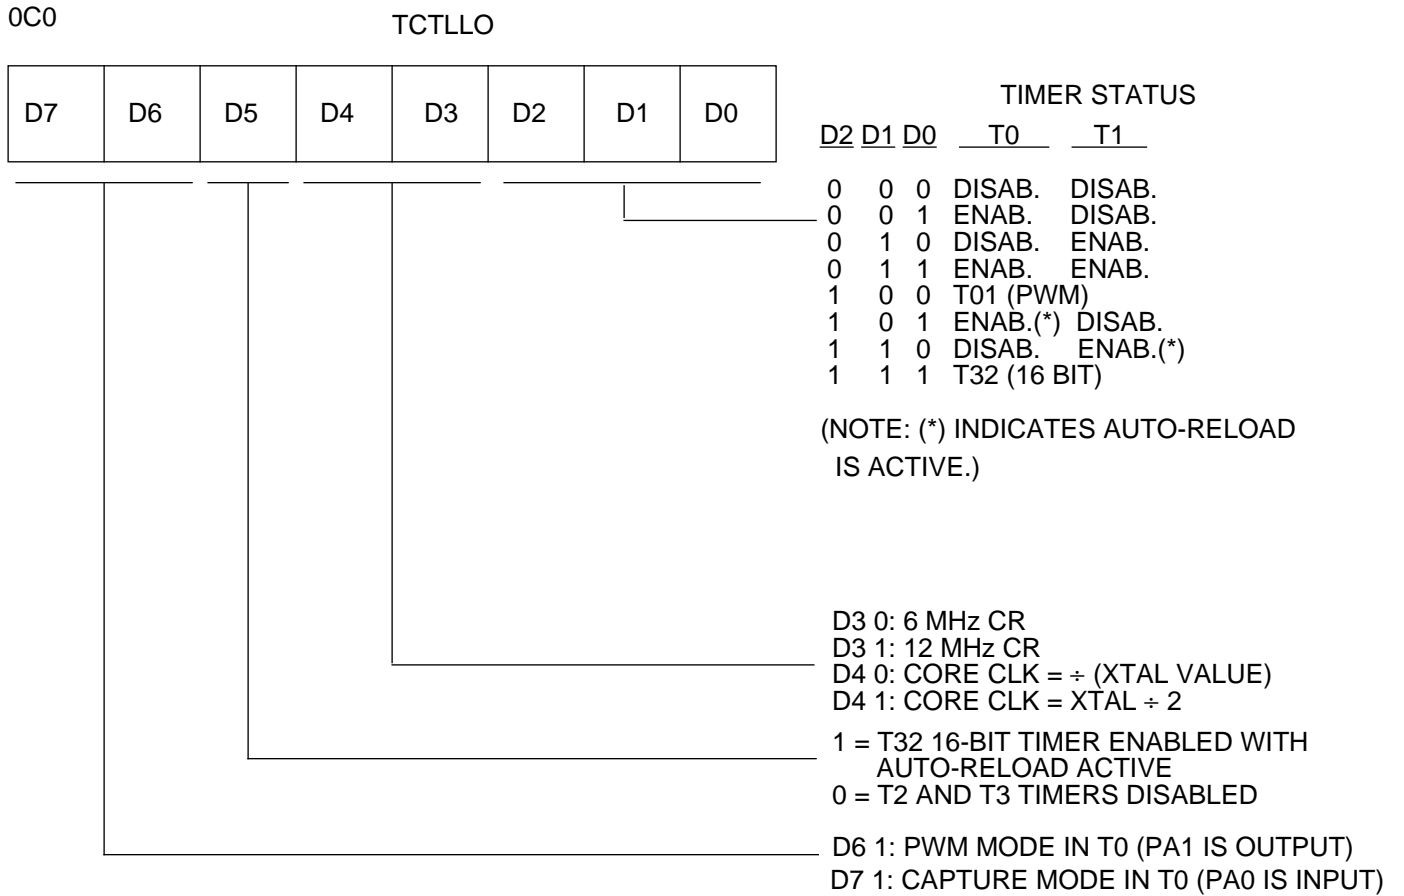 0C0
TCTLLO
D7 D6 D5 D4 D3 D2 D1 D0
TIMER STATUS
D2 D1 D0 T0 T1
0 0 0 DISAB. DISAB.
0 0 1 ENAB. DISAB.
0 1 0 DISAB. ENAB.
0 1 1 ENAB. ENAB.
1 0 0 T01 (PWM)
1 0 1 ENAB.(*) DISAB.
1 1 0 DISAB. ENAB.(*)
1 1 1 T32 (16 BIT)
(NOTE: (*) INDICATES AUTO-RELOAD
IS ACTIVE.)
D3 0: 6 MHz CR
D3 1: 12 MHz CR
D4 0: CORE CLK = ÷ (XTAL VALUE)
D4 1: CORE CLK = XTAL ÷ 2
1 = T32 16-BIT TIMER ENABLED WITH
AUTO-RELOAD ACTIVE
0 = T2 AND T3 TIMERS DISABLED
D6 1: PWM MODE IN T0 (PA1 IS OUTPUT)
D7 1: CAPTURE MODE IN T0 (PA0 IS INPUT)